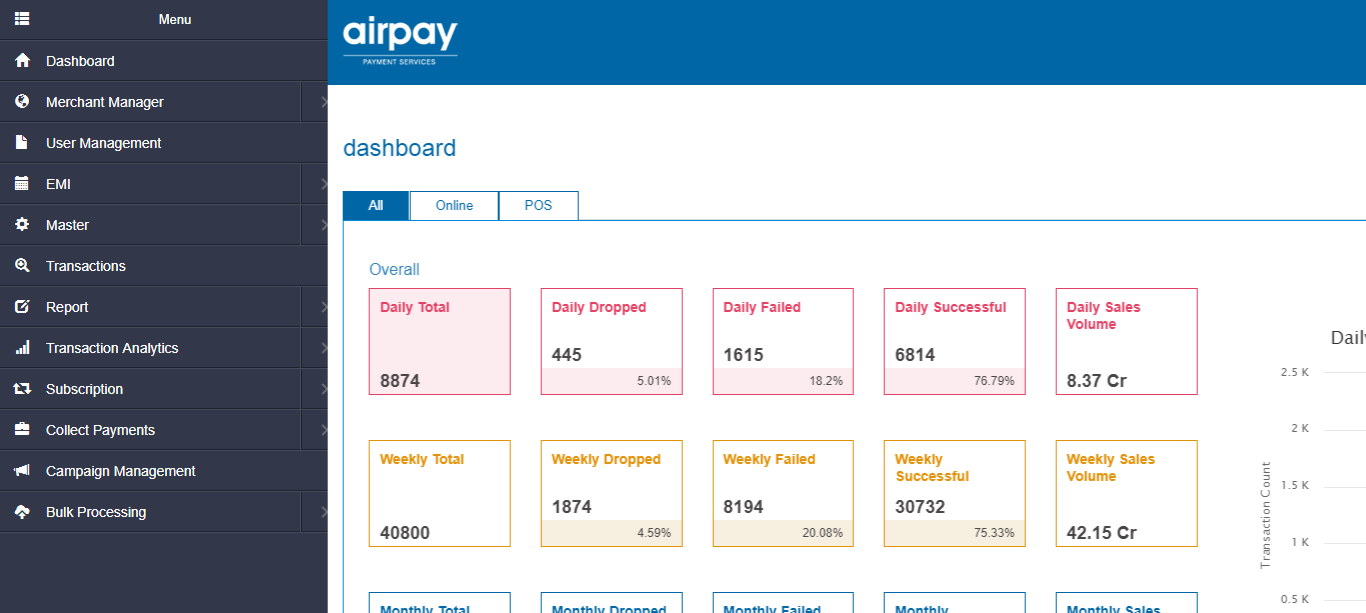 Menu
Dashboard
Merchant Manager
User Management
EMI
Master
Transactions
Report
Transaction Analytics
Subscription
Collect Payments
Campaign Management
Bulk Processing
airpay
PAYMENT SERVICES
dashboard
All Online POS
Overall
Daily Total
8874
Daily Dropped
445
5.01%
Daily Failed
1615
18.2%
Daily Successful
6814
76.79%
Daily Sales
Volume
8.37 Cr
Weekly Total
40800
Weekly Dropped
1874
4.59%
Weekly Failed
8194
20.08%
Weekly
Successful
30732
75.33%
Weekly Sales
Volume
42.15 Cr
Monthly Total
Monthly Dropped
Monthly Failed
Monthly
Monthly Sales
Daily
2.5 K
2 K
1.5 K
1 K
0.5 K
Transaction Count